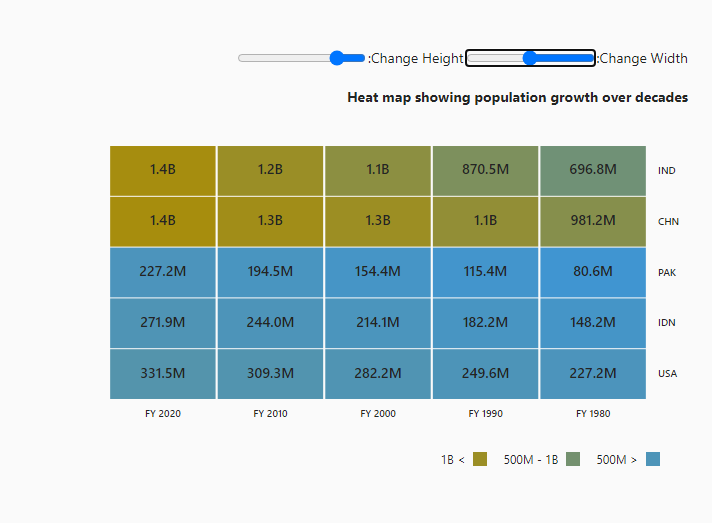 :Change Height :Change Width
Heat map showing population growth over decades
1.4B 1.2B 1.1B 870.5M 696.8M IND
1.4B 1.3B 1.3B 1.1B 981.2M CHN
227.2M 194.5M 154.4M 115.4M 80.6M PAK
271.9M 244.0M 214.1M 182.2M 148.2M IDN
331.5M 309.3M 282.2M 249.6M 227.2M USA
FY 2020 FY 2010 FY 2000 FY 1990 FY 1980
1B < 500M - 1B 500M >